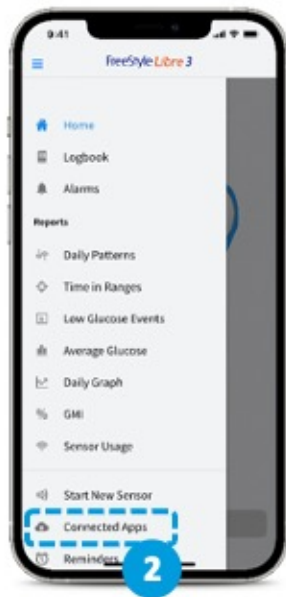 9:41
FreeStyle Libre 3
Home
Logbook
Alarms
Reports
Daily Patterns
Time in Ranges
Low Glucose Events
Average Glucose
Daily Graph
GMI
Sensor Usage
Start New Sensor
Connected Apps
Reminders
2